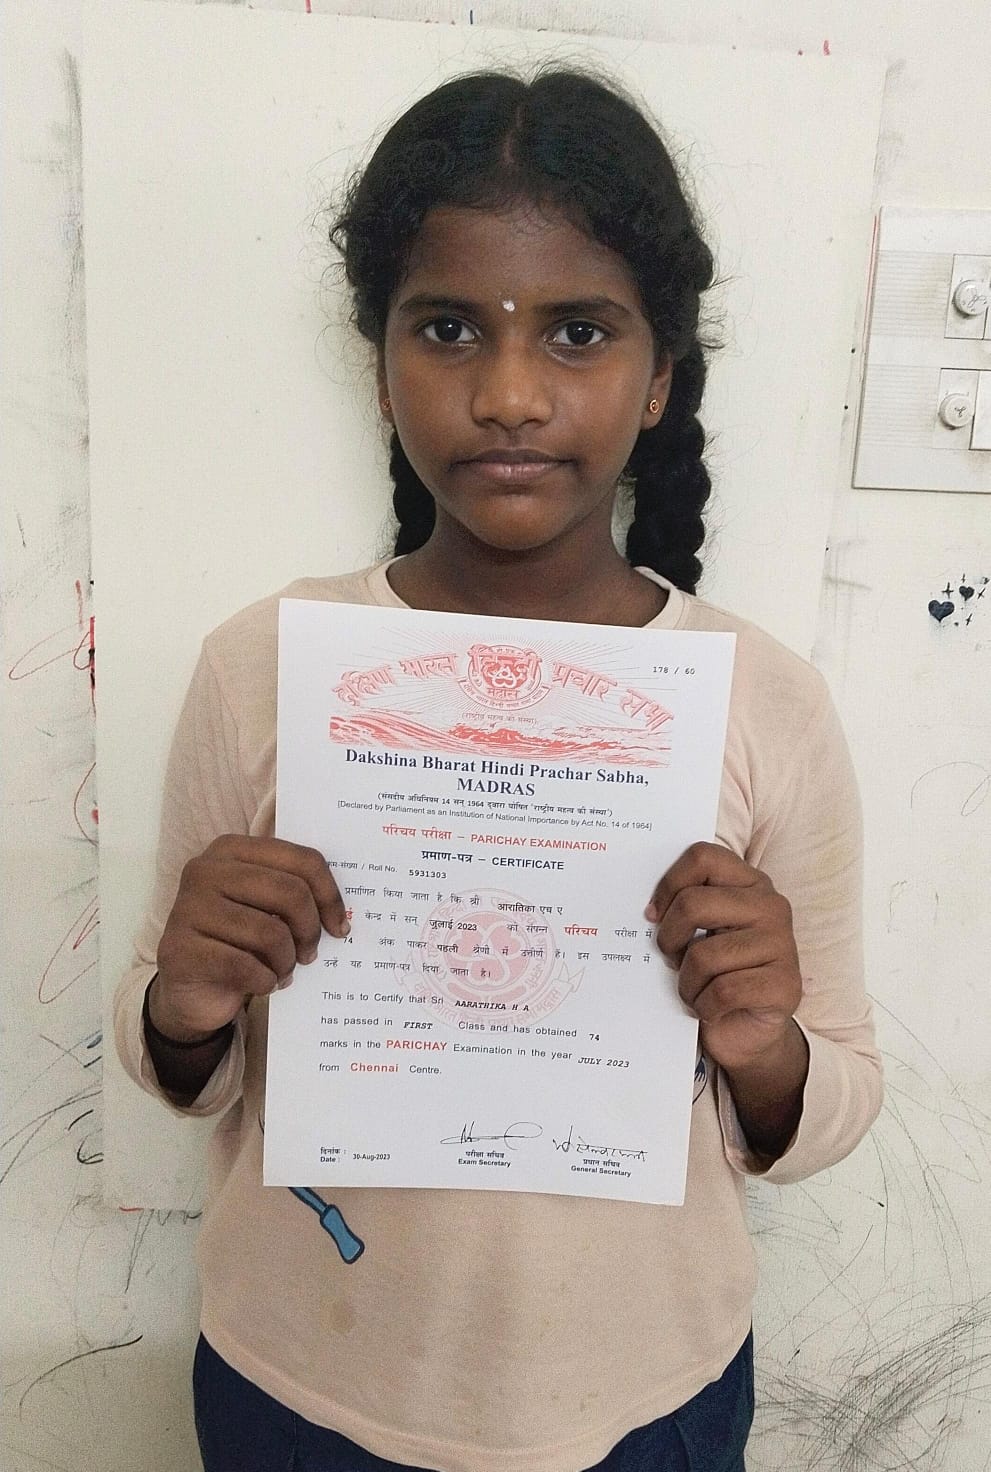 178 / 60
दक्षिण भारत हिन्दी प्रचार सभा
मद्रास
(राष्ट्रीय महत्व की संस्था)
Dakshina Bharat Hindi Prachar Sabha,
MADRAS
(संसदीय अधिनियम 14 सन् 1964 द्वारा घोषित 'राष्ट्रीय महत्व की संस्था')
[Declared by Parliament as an Institution of National Importance by Act No. 14 of 1964]
परिचय परीक्षा – PARICHAY EXAMINATION
प्रमाण-पत्र – CERTIFICATE
क्रम-संख्या / Roll No. 5931303
प्रमाणित किया जाता है कि श्री आरातिका एच ए
केन्द्र में सन् जुलाई 2023 को संपन्न परिचय परीक्षा में
74 अंक पाकर पहली श्रेणी में उत्तीर्ण हैं। इस उपलक्ष्य में
उन्हें यह प्रमाण-पत्र दिया जाता है।
This is to Certify that Sri AARATHIKA H A
has passed in FIRST Class and has obtained 74
marks in the PARICHAY Examination in the year JULY 2023
from Chennai Centre.
दिनांक :
Date : 30-Aug-2023
परीक्षा सचिव
Exam Secretary
प्रधान सचिव
General Secretary